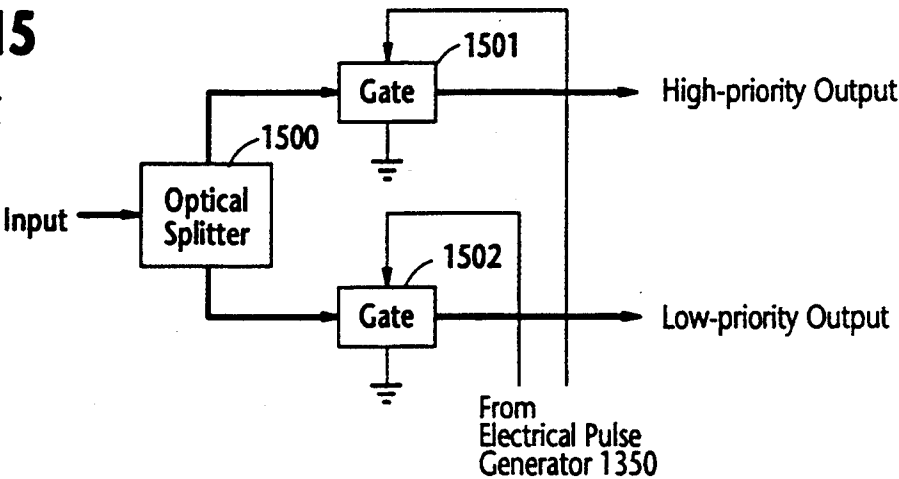 15
1501
Gate
High-priority Output
1500
Optical
Splitter
Input
1502
Gate
Low-priority Output
From
Electrical Pulse
Generator 1350